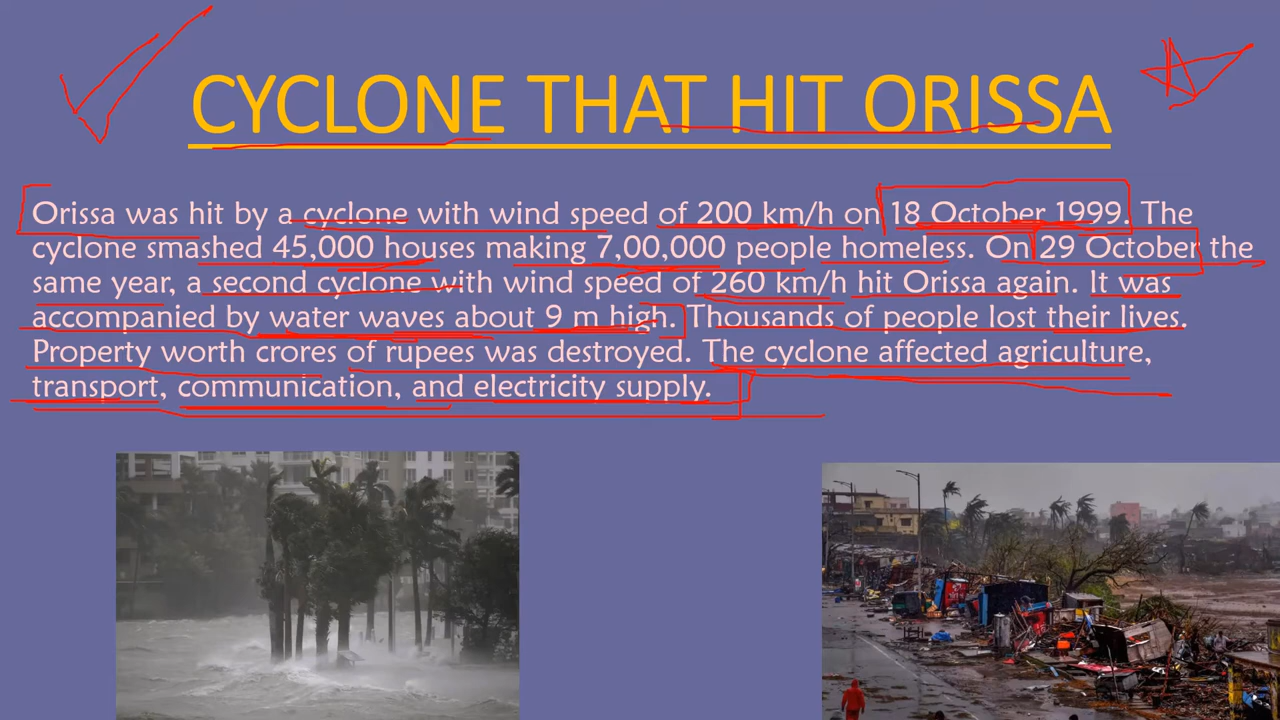 CYCLONE THAT HIT ORISSA
Orissa was hit by a cyclone with wind speed of 200 km/h on 18 October 1999. The
cyclone smashed 45,000 houses making 7,00,000 people homeless. On 29 October the
same year, a second cyclone with wind speed of 260 km/h hit Orissa again. It was
accompanied by water waves about 9 m high. Thousands of people lost their lives.
Property worth crores of rupees was destroyed. The cyclone affected agriculture,
transport, communication, and electricity supply.